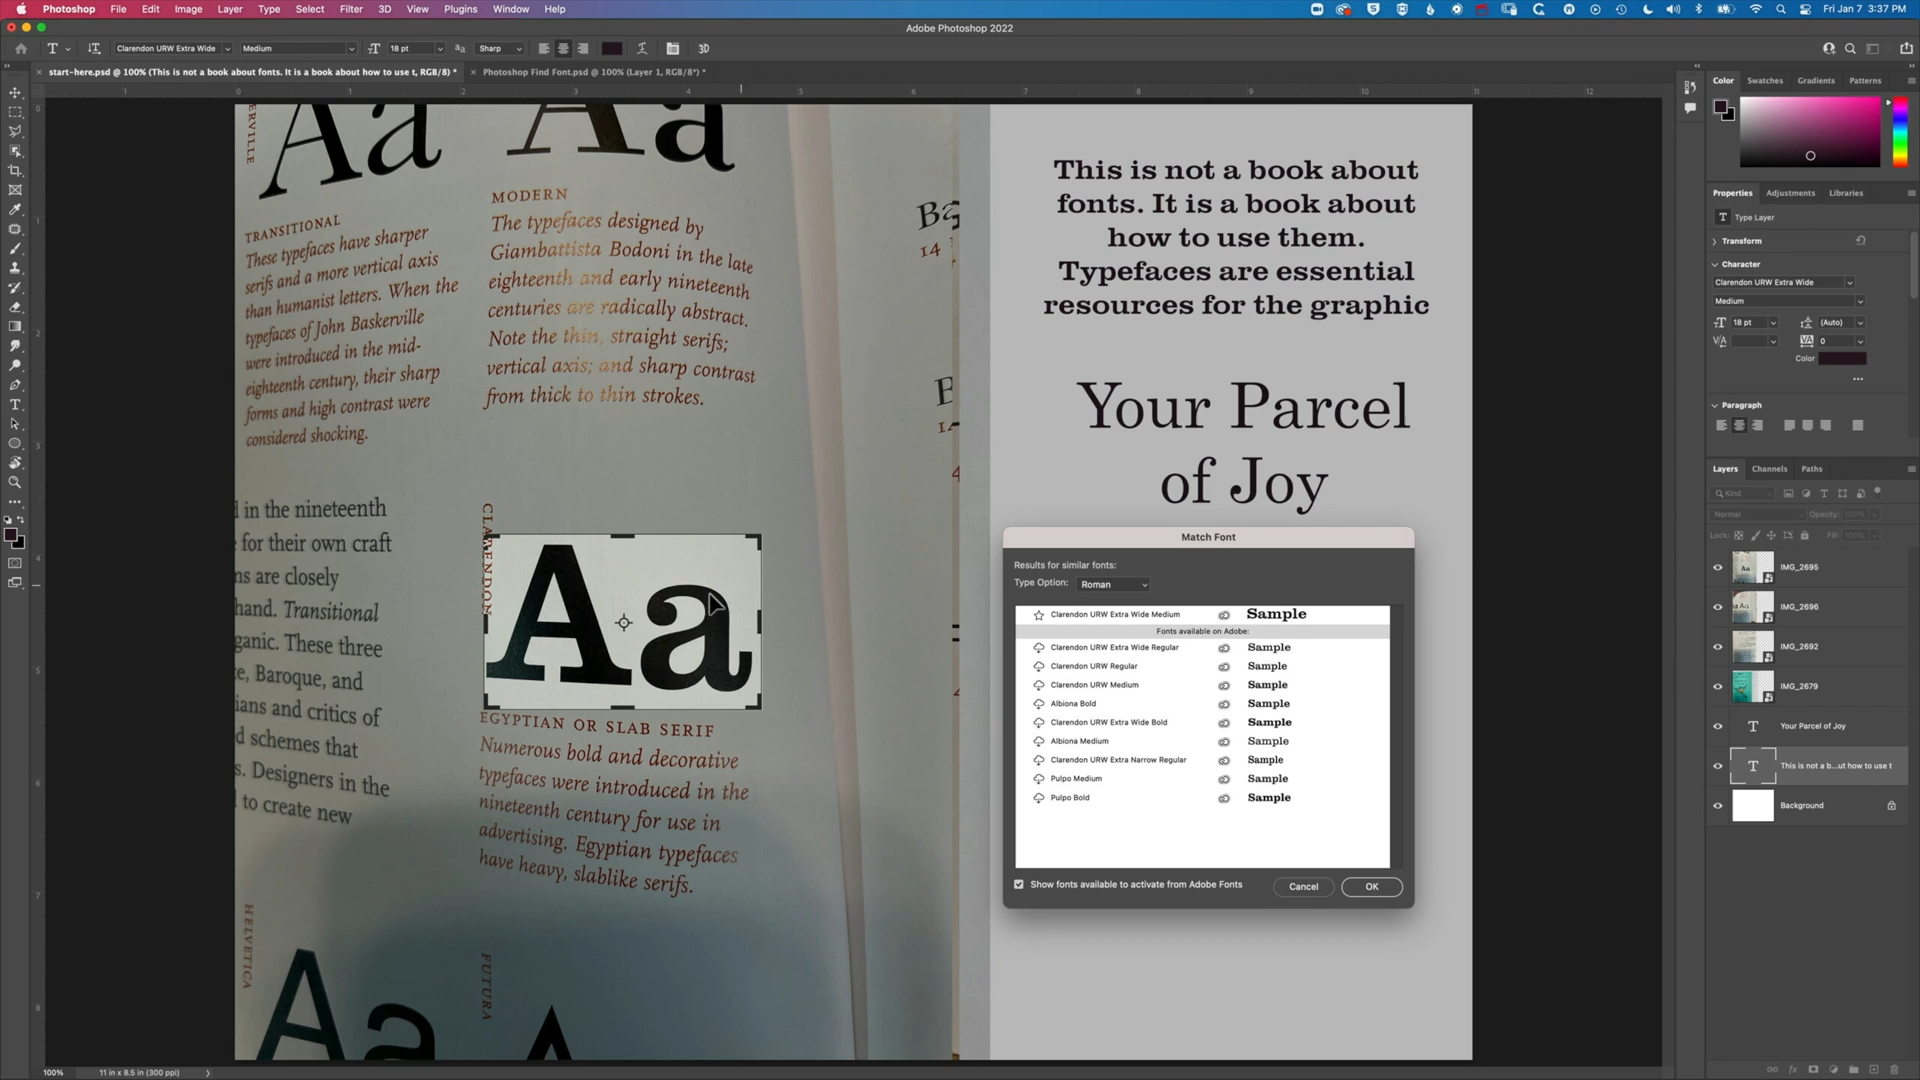 Photoshop File Edit Image Layer Type Select Filter 3D View Plugins Window Help
Fri Jan 7 3:37 PM
Adobe Photoshop 2022
Clarendon URW Extra Wide
Medium
18 pt
Sharp
3D
start-here.psd @ 100% (This is not a book about fonts. It is a book about how to use t, RGB/8) *
Photoshop Find Font.psd @ 100% (Layer 1, RGB/8*) *
Aa
Aa
TRANSITIONAL
These typefaces have sharper
serifs and a more vertical axis
than humanist letters. When the
typefaces of John Baskerville
were introduced in the mid-
eighteenth century, their sharp
forms and high contrast were
considered shocking.
MODERN
The typefaces designed by
Giambattista Bodoni in the late
eighteenth and early nineteenth
centuries are radically abstract.
Note the thin, straight serifs;
vertical axis; and sharp contrast
from thick to thin strokes.
in the nineteenth
for their own craft
are closely
hand. Transitional
These three
Baroque, and
and critics of
schemes that
Designers in the
to create new
CLARENDON
Aa
EGYPTIAN OR SLAB SERIF
Numerous bold and decorative
typefaces were introduced in the
nineteenth century for use in
advertising. Egyptian typefaces
have heavy, slablike serifs.
HELVETICA
Aa
FUTURA
14
This is not a book about
fonts. It is a book about
how to use them.
Typefaces are essential
resources for the graphic
Your Parcel
of Joy
Match Font
Results for similar fonts:
Type Option: Roman
Clarendon URW Extra Wide Medium Sample
Fonts available on Adobe:
Clarendon URW Extra Wide Regular Sample
Clarendon URW Regular Sample
Clarendon URW Medium Sample
Albiona Bold Sample
Clarendon URW Extra Wide Bold Sample
Albiona Medium Sample
Clarendon URW Extra Narrow Regular Sample
Pulpo Medium Sample
Pulpo Bold Sample
Show fonts available to activate from Adobe Fonts
Cancel OK
Color Swatches Gradients Patterns
Properties Adjustments Libraries
Type Layer
Transform
Character
Clarendon URW Extra Wide
Medium
18 pt (Auto)
0
Color
Paragraph
Layers Channels Paths
Kind
Normal Opacity: 100%
Lock: Fill: 100%
IMG_2695
IMG_2696
IMG_2692
IMG_2679
Your Parcel of Joy
This is not a b...ut how to use t
Background
100% 11 in x 8.5 in (300 ppi)